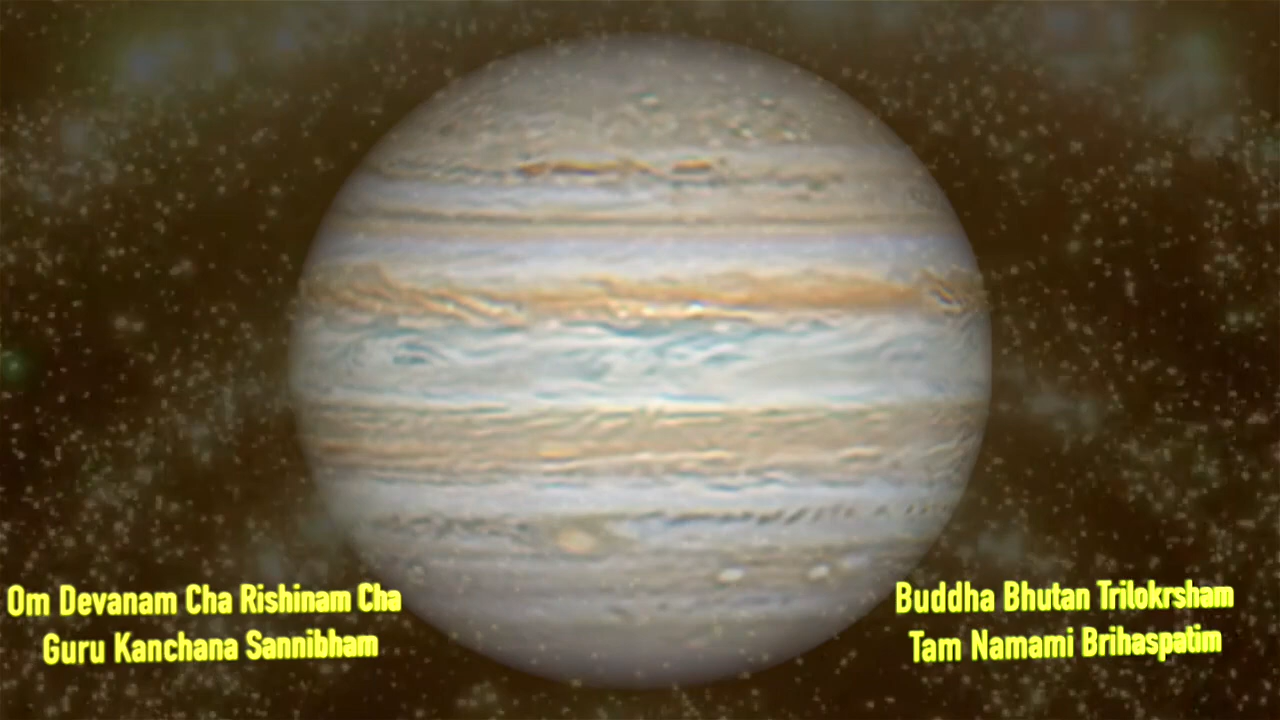 Om Devanam Cha Rishinam Cha
Guru Kanchana Sannibham
Buddha Bhutan Trilokrsham
Tam Namami Brihaspatim